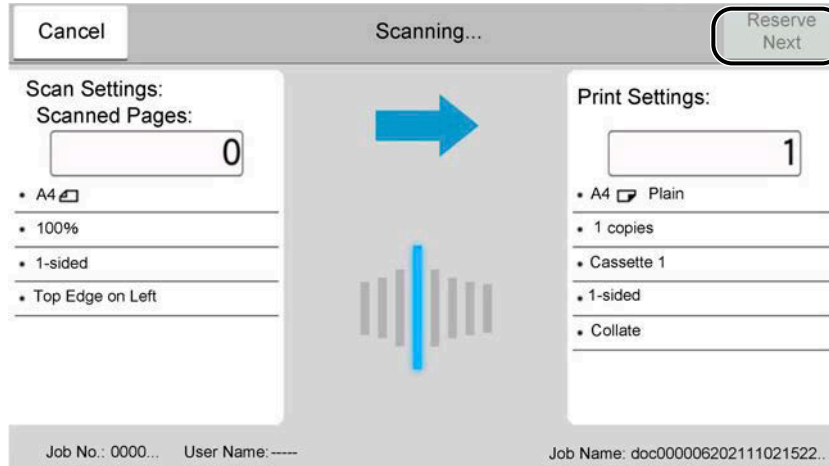 Cancel
Scanning...
Reserve
Next
Scan Settings:
Scanned Pages:
0
• A4
• 100%
• 1-sided
• Top Edge on Left
Print Settings:
1
• A4 Plain
• 1 copies
• Cassette 1
• 1-sided
• Collate
Job No.: 0000... User Name: -----
Job Name: doc000006202111021522..